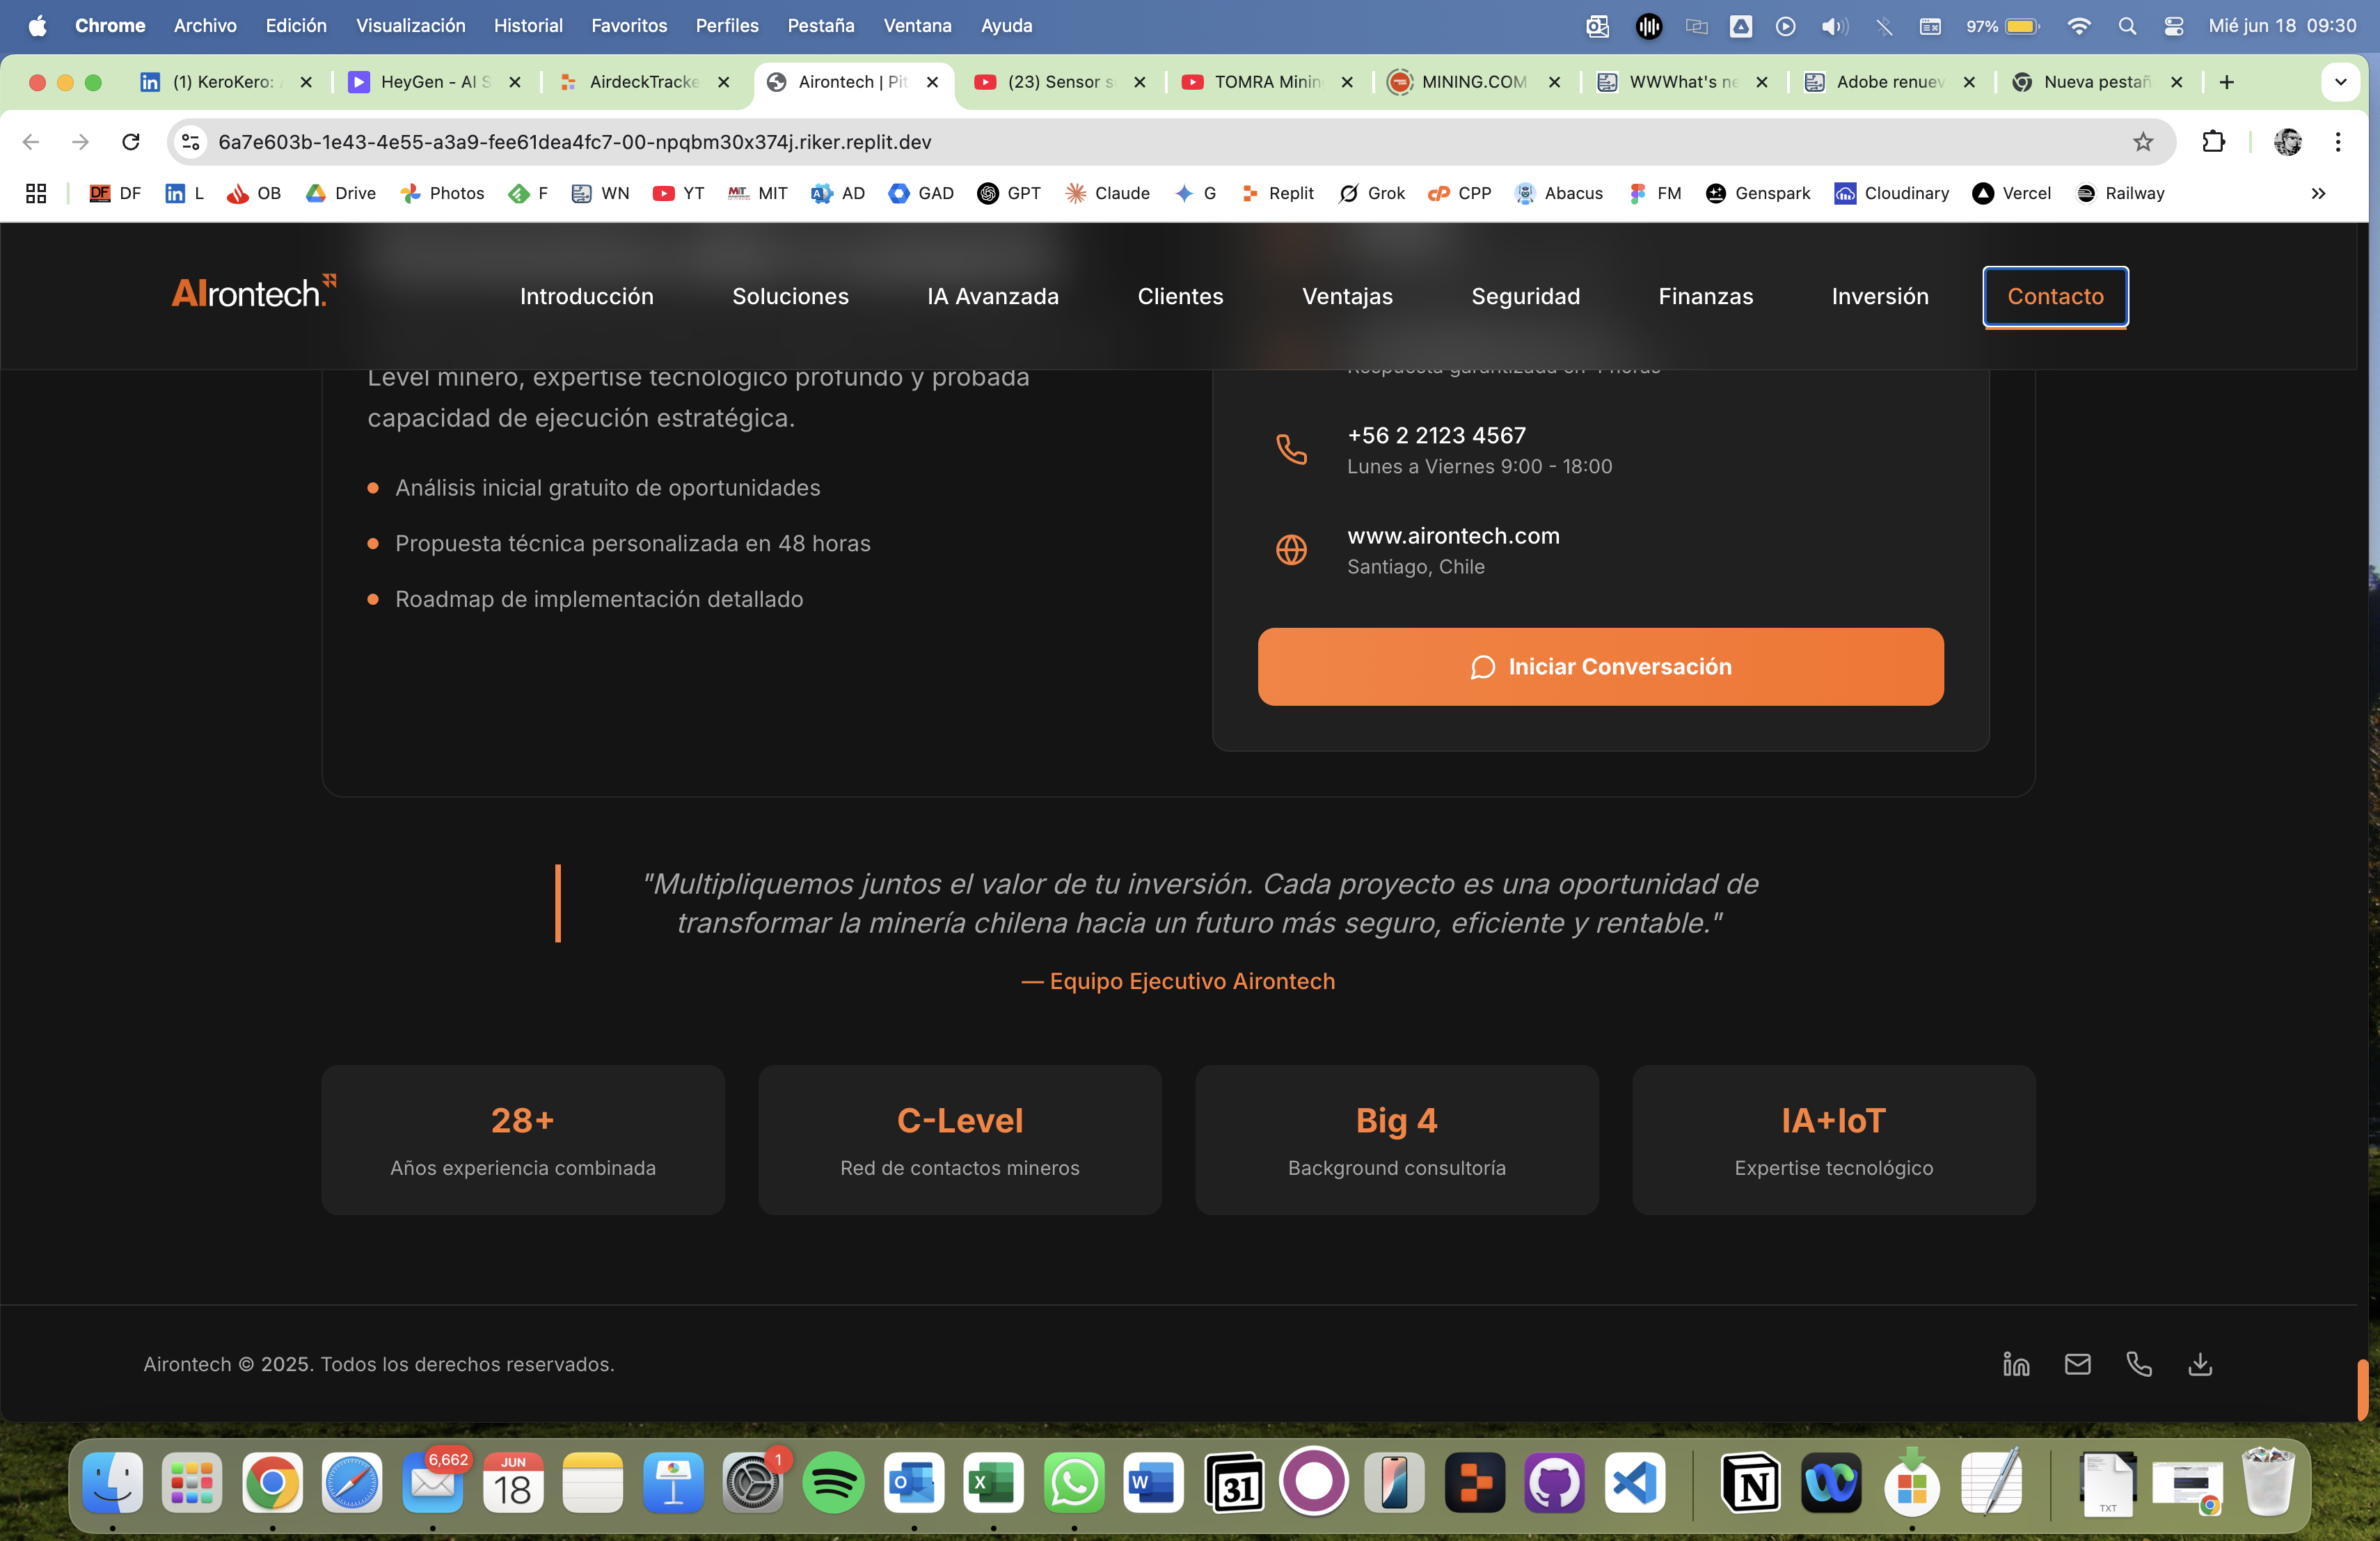 Chrome Archivo Edición Visualización Historial Favoritos Perfiles Pestaña Ventana Ayuda 97% Mié jun 18 09:30
(1) KeroKero: HeyGen - AI S AirdeckTracke Airontech | Pit (23) Sensor s TOMRA Minin MINING.COM WWWhat's ne Adobe renuev Nueva pestañ
6a7e603b-1e43-4e55-a3a9-fee61dea4fc7-00-npqbm30x374j.riker.replit.dev
DF DF L OB Drive Photos F WN YT MIT MIT AD GAD GPT Claude G Replit Grok CPP Abacus FM Genspark Cloudinary Vercel Railway
AIrontech. Introducción Soluciones IA Avanzada Clientes Ventajas Seguridad Finanzas Inversión Contacto
Level minero, expertise tecnológico profundo y probada
capacidad de ejecución estratégica.
Análisis inicial gratuito de oportunidades
Propuesta técnica personalizada en 48 horas
Roadmap de implementación detallado
+56 2 2123 4567
Lunes a Viernes 9:00 - 18:00
www.airontech.com
Santiago, Chile
Iniciar Conversación
"Multipliquemos juntos el valor de tu inversión. Cada proyecto es una oportunidad de
transformar la minería chilena hacia un futuro más seguro, eficiente y rentable."
— Equipo Ejecutivo Airontech
28+
Años experiencia combinada
C-Level
Red de contactos mineros
Big 4
Background consultoría
IA+IoT
Expertise tecnológico
Airontech © 2025. Todos los derechos reservados.
6,662 JUN 18 1 31 TXT